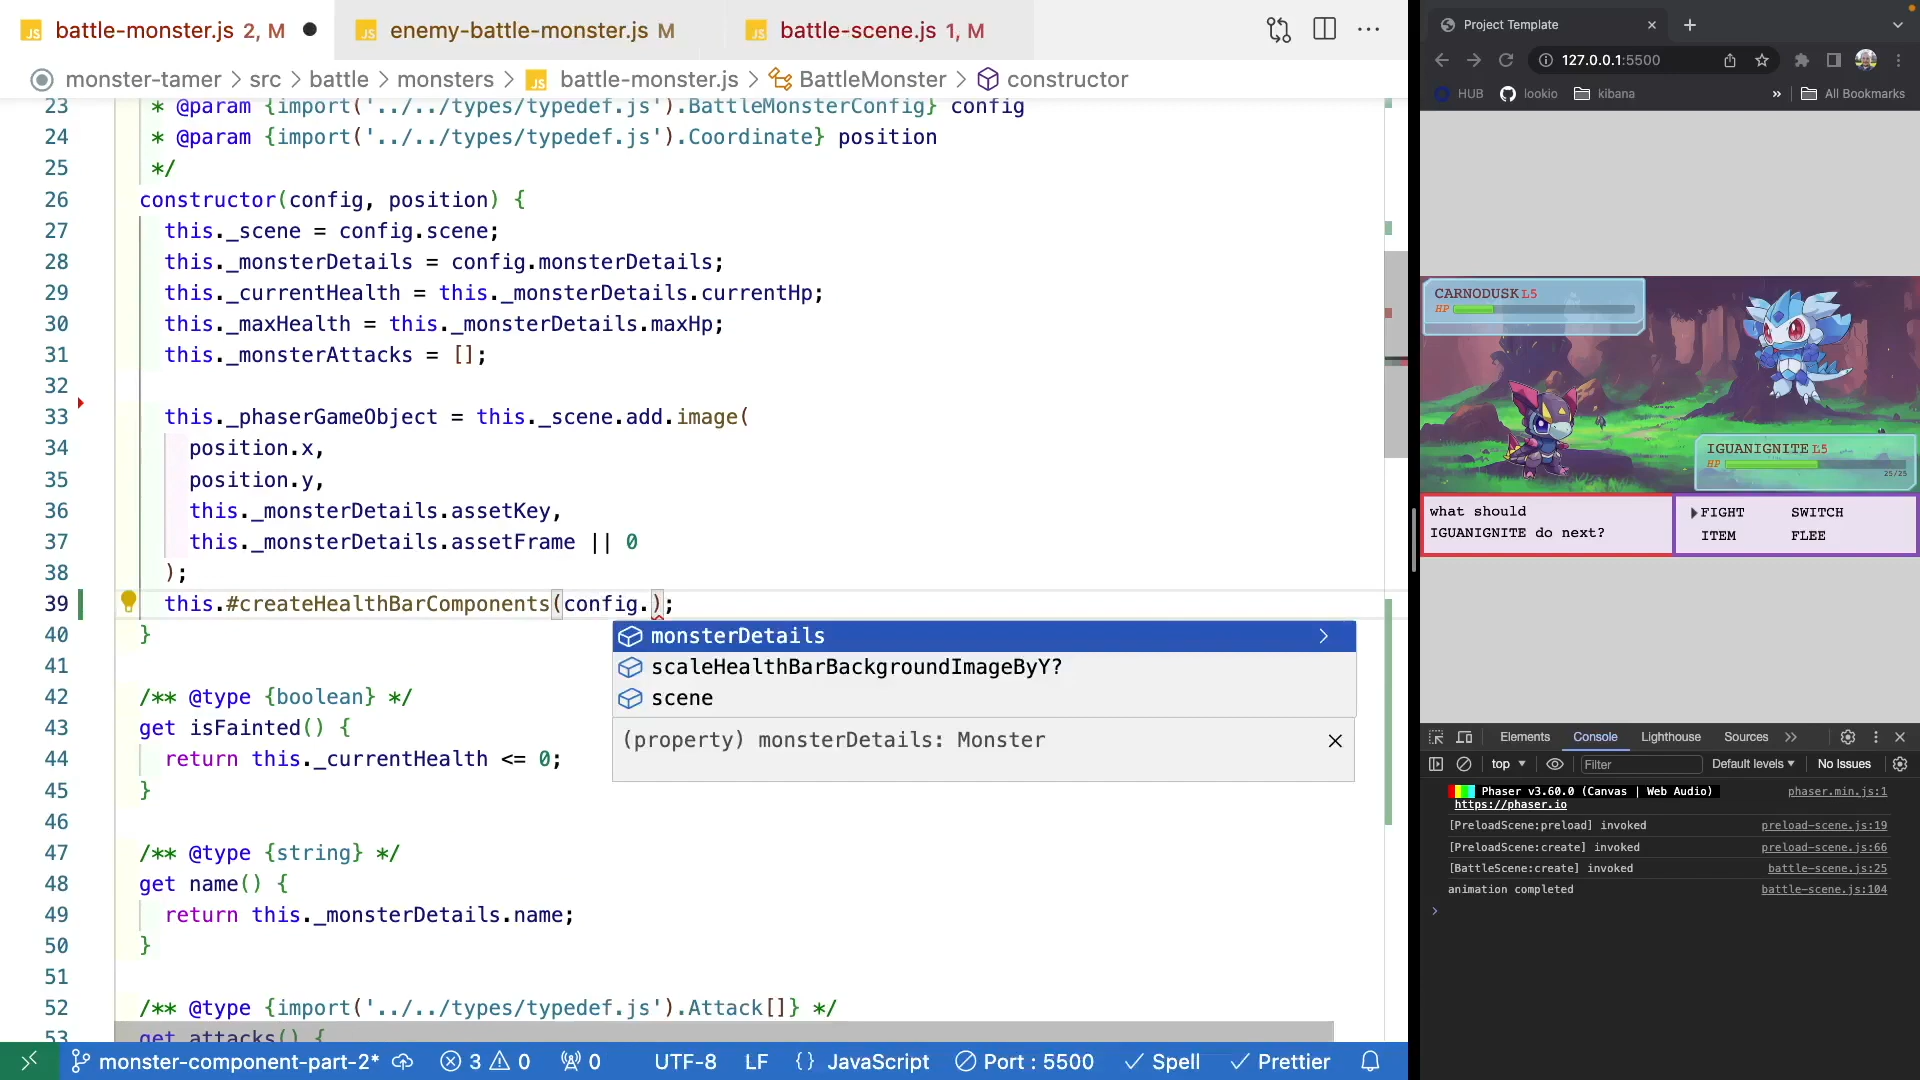 battle-monster.js 2, M
enemy-battle-monster.js M
battle-scene.js 1, M
monster-tamer > src > battle > monsters > battle-monster.js > BattleMonster > constructor
23 * @param {import('../../types/typedef.js').BattleMonsterConfig} config
24 * @param {import('../../types/typedef.js').Coordinate} position
25 */
26 constructor(config, position) {
27 this._scene = config.scene;
28 this._monsterDetails = config.monsterDetails;
29 this._currentHealth = this._monsterDetails.currentHp;
30 this._maxHealth = this._monsterDetails.maxHp;
31 this._monsterAttacks = [];
32
33 this._phaserGameObject = this._scene.add.image(
34 position.x,
35 position.y,
36 this._monsterDetails.assetKey,
37 this._monsterDetails.assetFrame || 0
38 );
39 this.#createHealthBarComponents(config.);
monsterDetails
scaleHealthBarBackgroundImageByY?
scene
(property) monsterDetails: Monster
40 }
41
42 /** @type {boolean} */
43 get isFainted() {
44 return this._currentHealth <= 0;
45 }
46
47 /** @type {string} */
48 get name() {
49 return this._monsterDetails.name;
50 }
51
52 /** @type {import('../../types/typedef.js').Attack[]} */
53 get attacks() {
monster-component-part-2* 3 0 0 UTF-8 LF {} JavaScript Port : 5500 Spell Prettier
Project Template
127.0.0.1:5500
HUB lookio kibana » All Bookmarks
CARNODUSK L5
HP
IGUANIGNITE L5
HP
25/25
what should
IGUANIGNITE do next?
FIGHT SWITCH
ITEM FLEE
Elements Console Lighthouse Sources »
top Filter Default levels No Issues
Phaser v3.60.0 (Canvas | Web Audio) phaser.min.js:1
https://phaser.io
[PreloadScene:preload] invoked preload-scene.js:19
[PreloadScene:create] invoked preload-scene.js:66
[BattleScene:create] invoked battle-scene.js:25
animation completed battle-scene.js:104